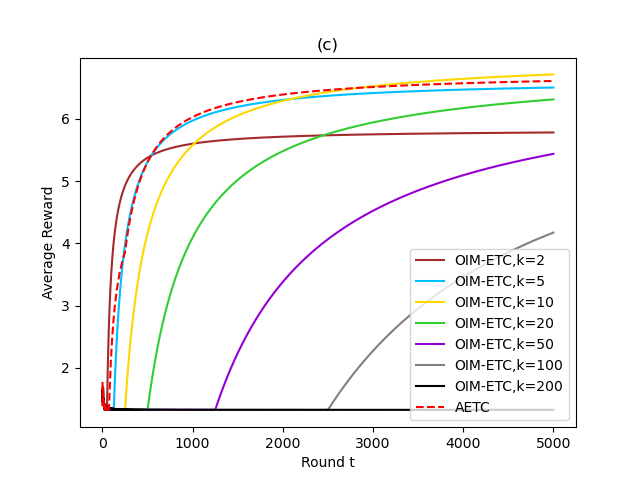 (c)
Average Reward
6
5
4
3
2
OIM-ETC,k=2
OIM-ETC,k=5
OIM-ETC,k=10
OIM-ETC,k=20
OIM-ETC,k=50
OIM-ETC,k=100
OIM-ETC,k=200
AETC
0 1000 2000 3000 4000 5000
Round t